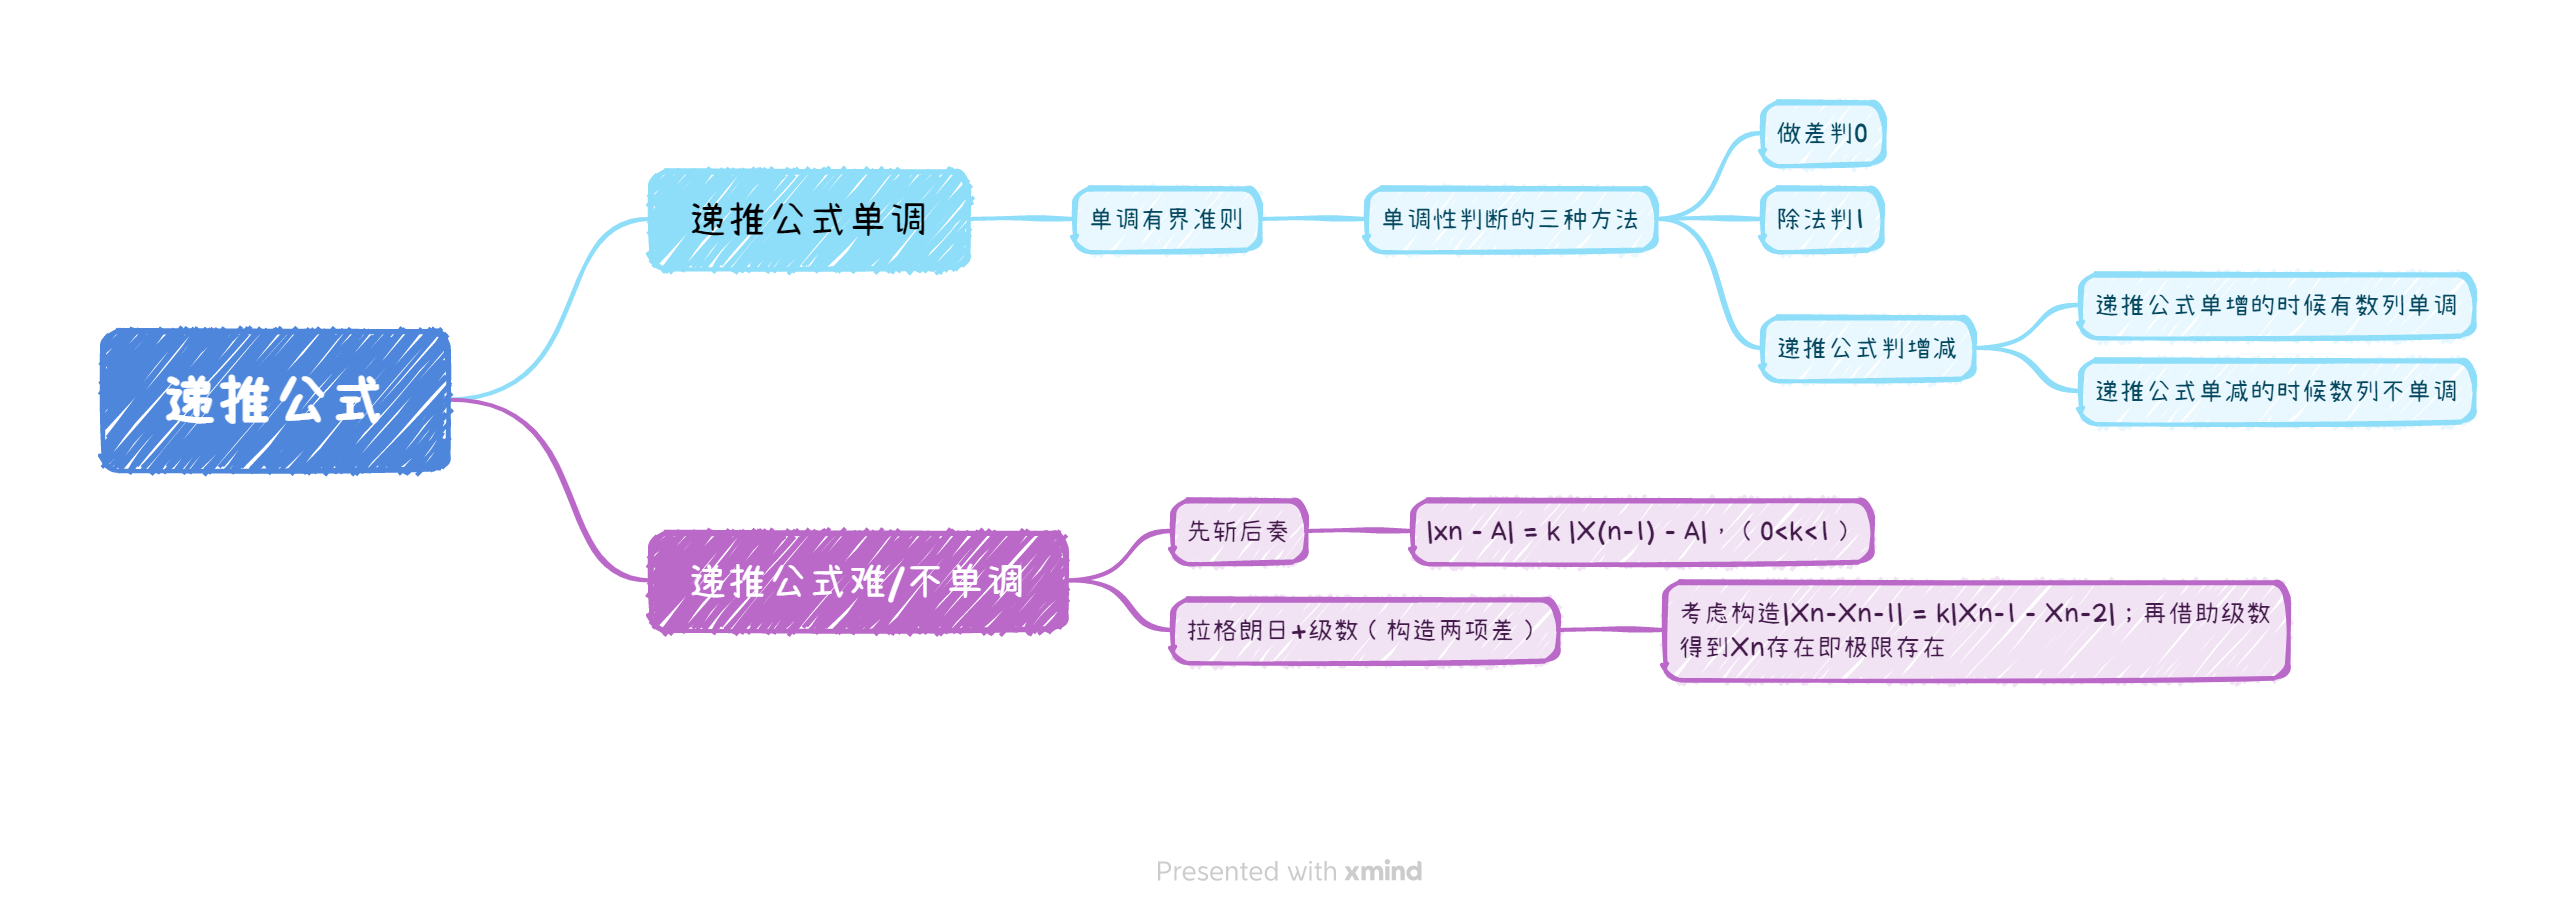 递推公式
递推公式单调
单调有界准则
单调性判断的三种方法
做差判0
除法判1
递推公式判增减
递推公式单增的时候有数列单调
递推公式单减的时候数列不单调
递推公式难/不单调
先斩后奏
|xn - A| = k |X(n-1) - A|，（0<k<1）
拉格朗日+级数（构造两项差）
考虑构造|Xn-Xn-1| = k|Xn-1 - Xn-2|；再借助级数
得到Xn存在即极限存在
Presented with xmind